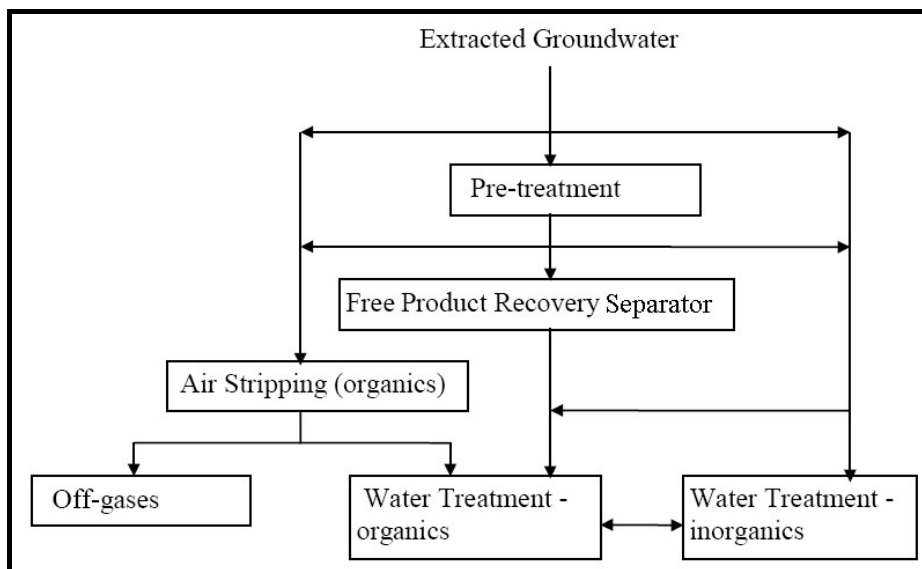 Extracted Groundwater
Pre-treatment
Free Product Recovery Separator
Air Stripping (organics)
Off-gases
Water Treatment -
organics
Water Treatment -
inorganics